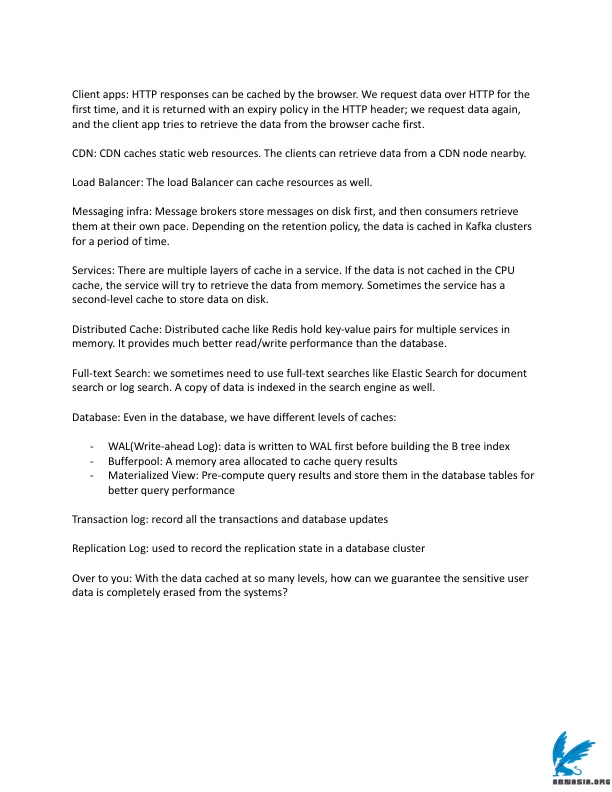 Client apps: HTTP responses can be cached by the browser. We request data over HTTP for the
first time, and it is returned with an expiry policy in the HTTP header; we request data again,
and the client app tries to retrieve the data from the browser cache first.
CDN: CDN caches static web resources. The clients can retrieve data from a CDN node nearby.
Load Balancer: The load Balancer can cache resources as well.
Messaging infra: Message brokers store messages on disk first, and then consumers retrieve
them at their own pace. Depending on the retention policy, the data is cached in Kafka clusters
for a period of time.
Services: There are multiple layers of cache in a service. If the data is not cached in the CPU
cache, the service will try to retrieve the data from memory. Sometimes the service has a
second-level cache to store data on disk.
Distributed Cache: Distributed cache like Redis hold key-value pairs for multiple services in
memory. It provides much better read/write performance than the database.
Full-text Search: we sometimes need to use full-text searches like Elastic Search for document
search or log search. A copy of data is indexed in the search engine as well.
Database: Even in the database, we have different levels of caches:
- WAL(Write-ahead Log): data is written to WAL first before building the B tree index
- Bufferpool: A memory area allocated to cache query results
- Materialized View: Pre-compute query results and store them in the database tables for
better query performance
Transaction log: record all the transactions and database updates
Replication Log: used to record the replication state in a database cluster
Over to you: With the data cached at so many levels, how can we guarantee the sensitive user
data is completely erased from the systems?
ABNASIA.ORG